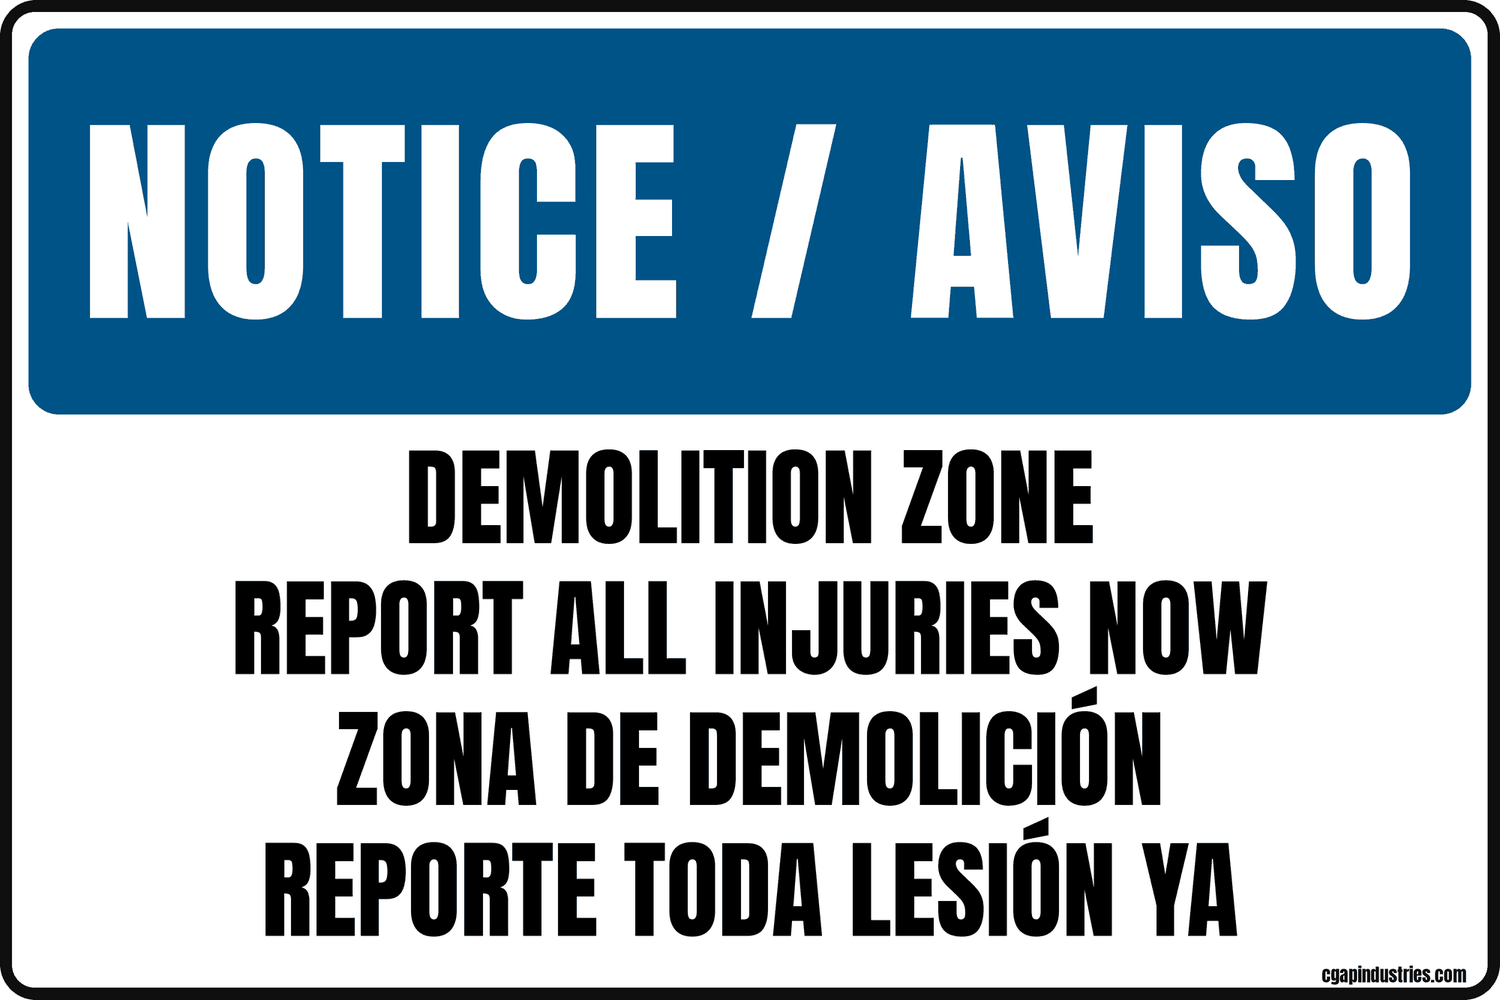 NOTICE / AVISO
DEMOLITION ZONE
REPORT ALL INJURIES NOW
ZONA DE DEMOLICIÓN
REPORTE TODA LESIÓN YA
cgapindustries.com